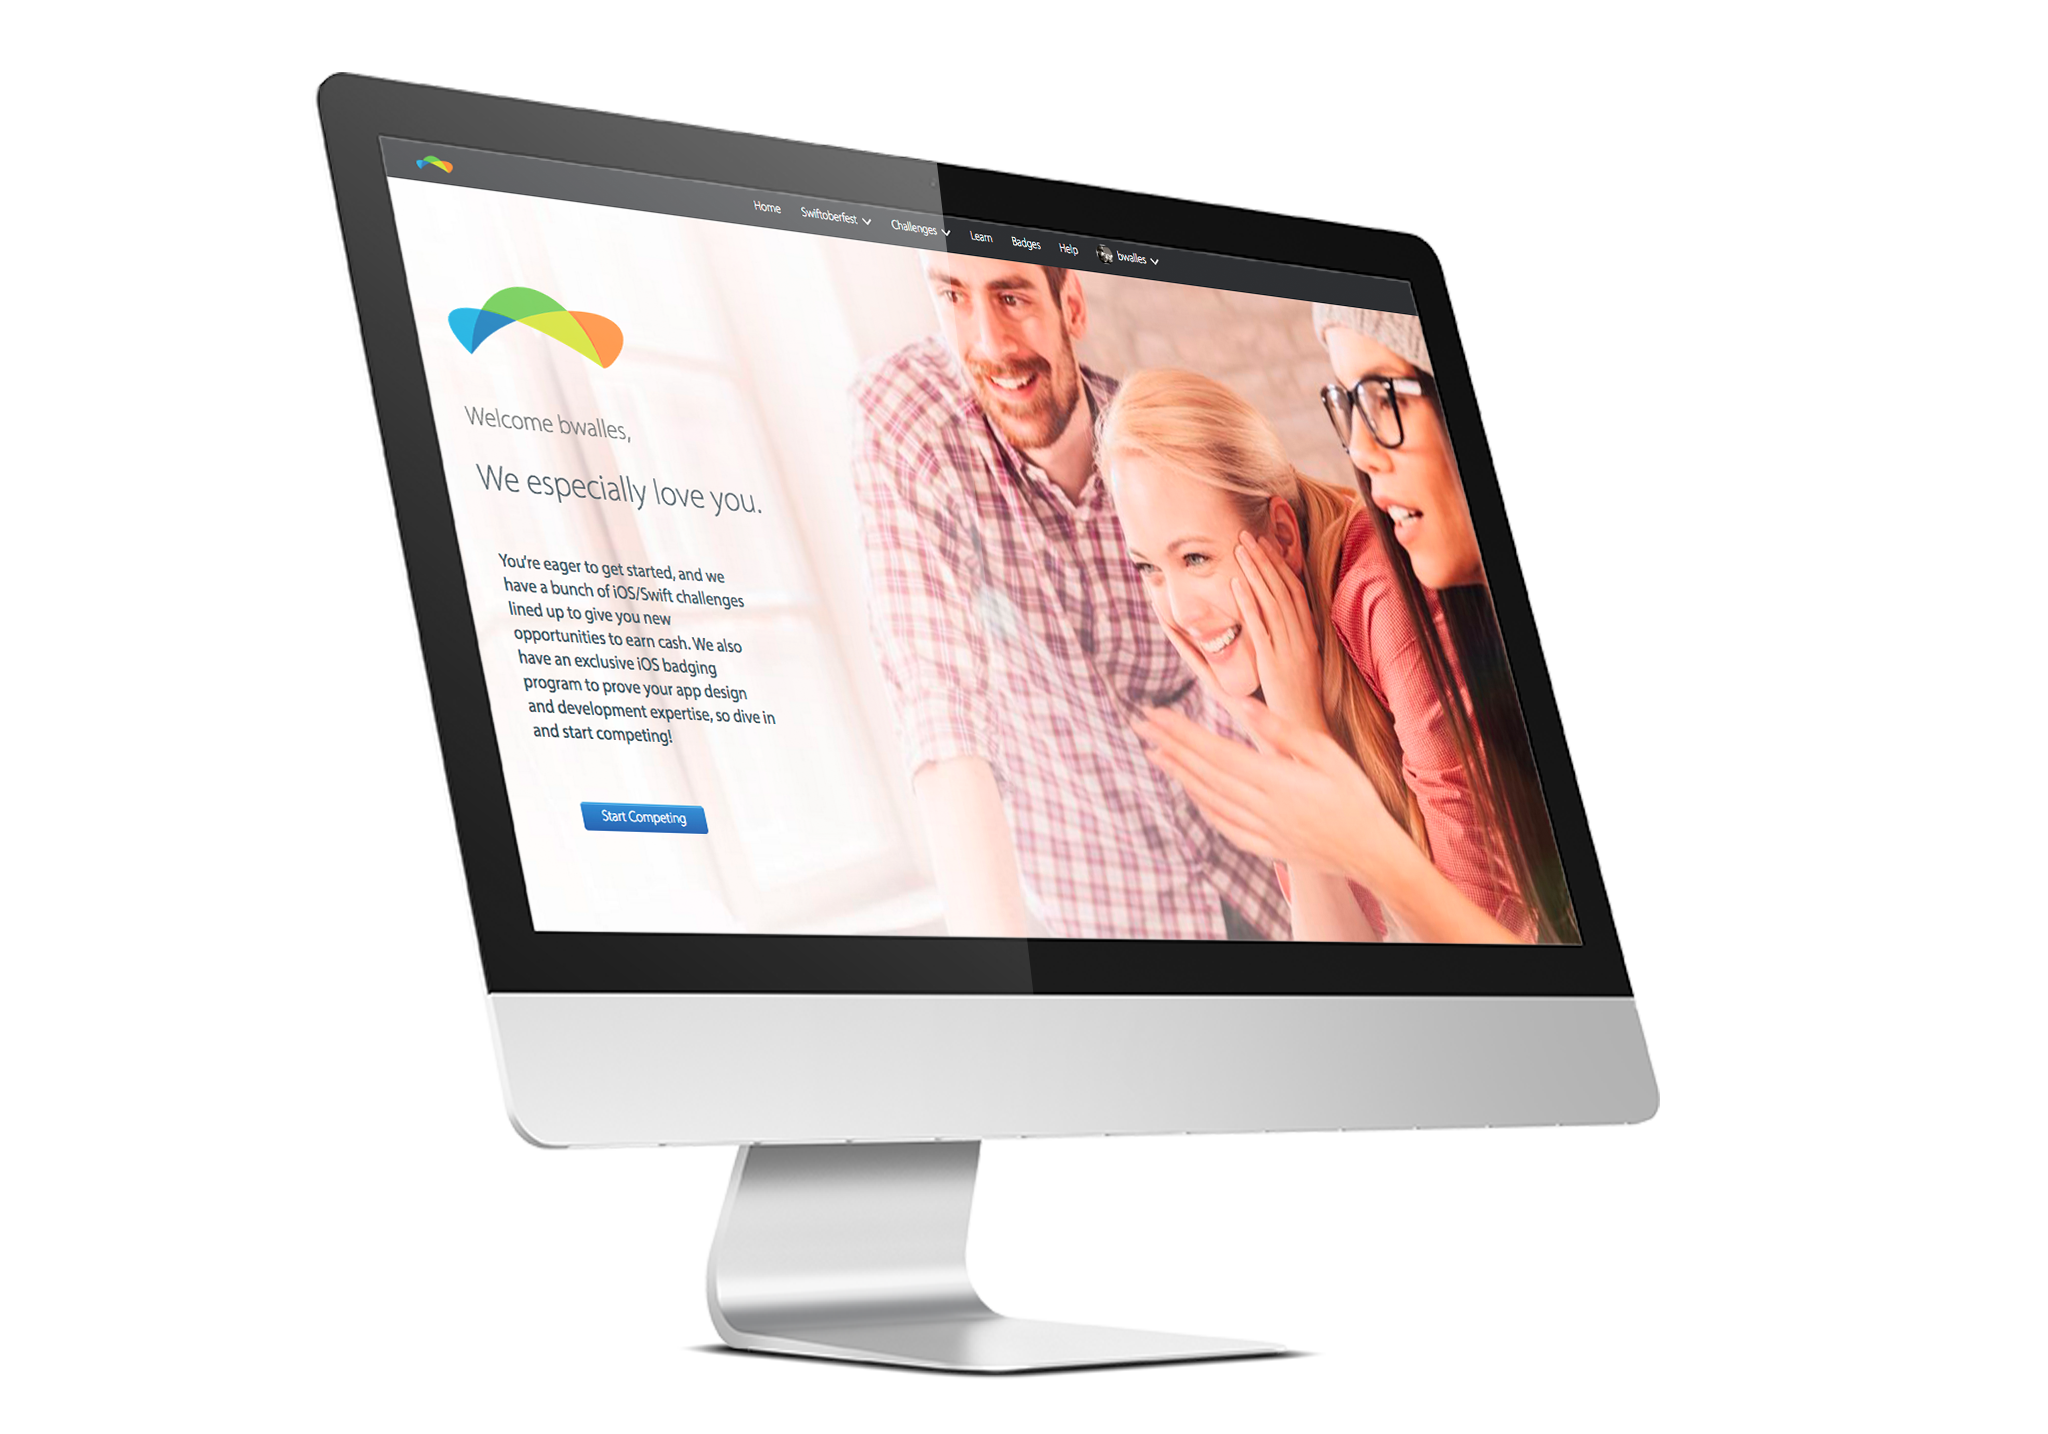 Home Swiftoberfest Challenges Learn Badges Help bwalles
Welcome bwalles,
We especially love you.
You're eager to get started, and we
have a bunch of iOS/Swift challenges
lined up to give you new
opportunities to earn cash. We also
have an exclusive iOS badging
program to prove your app design
and development expertise, so dive in
and start competing!
Start Competing